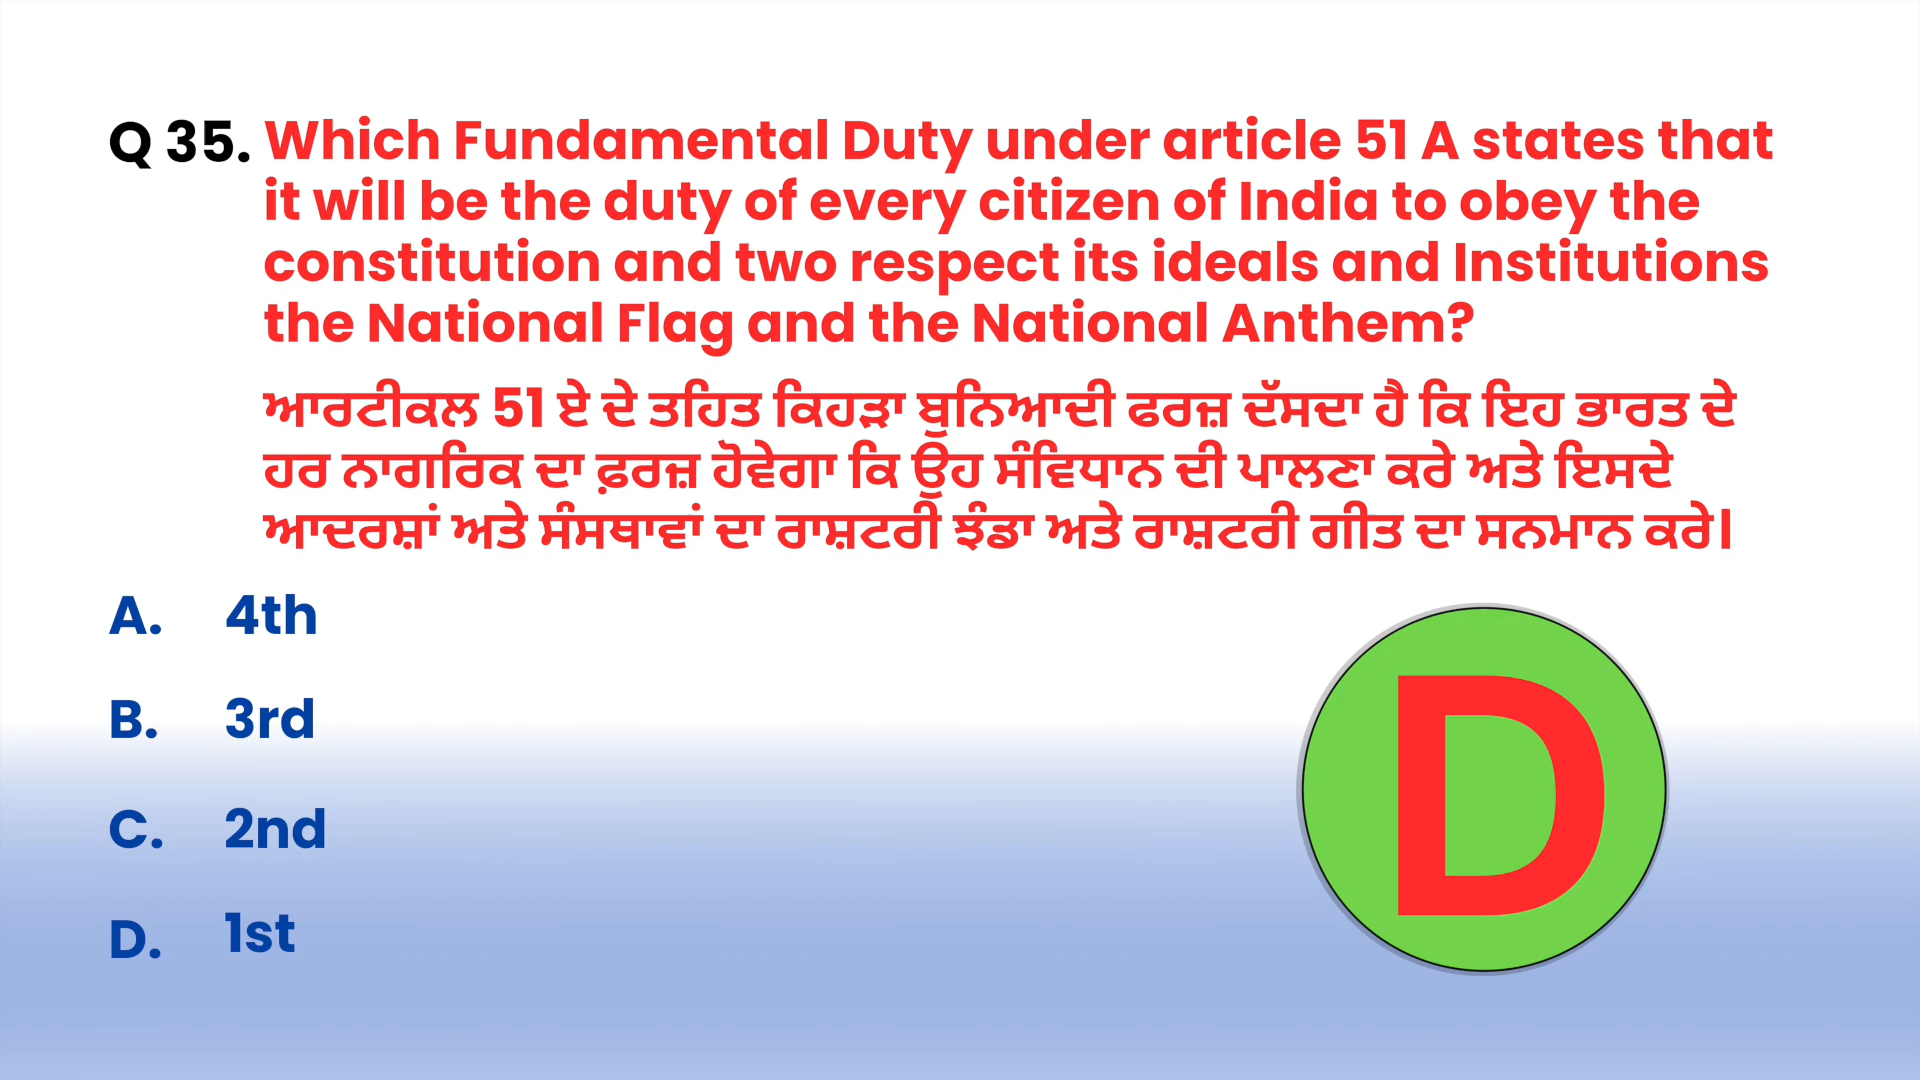 Q 35. Which Fundamental Duty under article 51 A states that
it will be the duty of every citizen of India to obey the
constitution and two respect its ideals and Institutions
the National Flag and the National Anthem?
ਆਰਟੀਕਲ 51 ਏ ਦੇ ਤਹਿਤ ਕਿਹੜਾ ਬੁਨਿਆਦੀ ਫਰਜ਼ ਦੱਸਦਾ ਹੈ ਕਿ ਇਹ ਭਾਰਤ ਦੇ
ਹਰ ਨਾਗਰਿਕ ਦਾ ਫ਼ਰਜ਼ ਹੋਵੇਗਾ ਕਿ ਉਹ ਸੰਵਿਧਾਨ ਦੀ ਪਾਲਣਾ ਕਰੇ ਅਤੇ ਇਸਦੇ
ਆਦਰਸ਼ਾਂ ਅਤੇ ਸੰਸਥਾਵਾਂ ਦਾ ਰਾਸ਼ਟਰੀ ਝੰਡਾ ਅਤੇ ਰਾਸ਼ਟਰੀ ਗੀਤ ਦਾ ਸਨਮਾਨ ਕਰੇ।
A. 4th
B. 3rd
C. 2nd
D. 1st
D